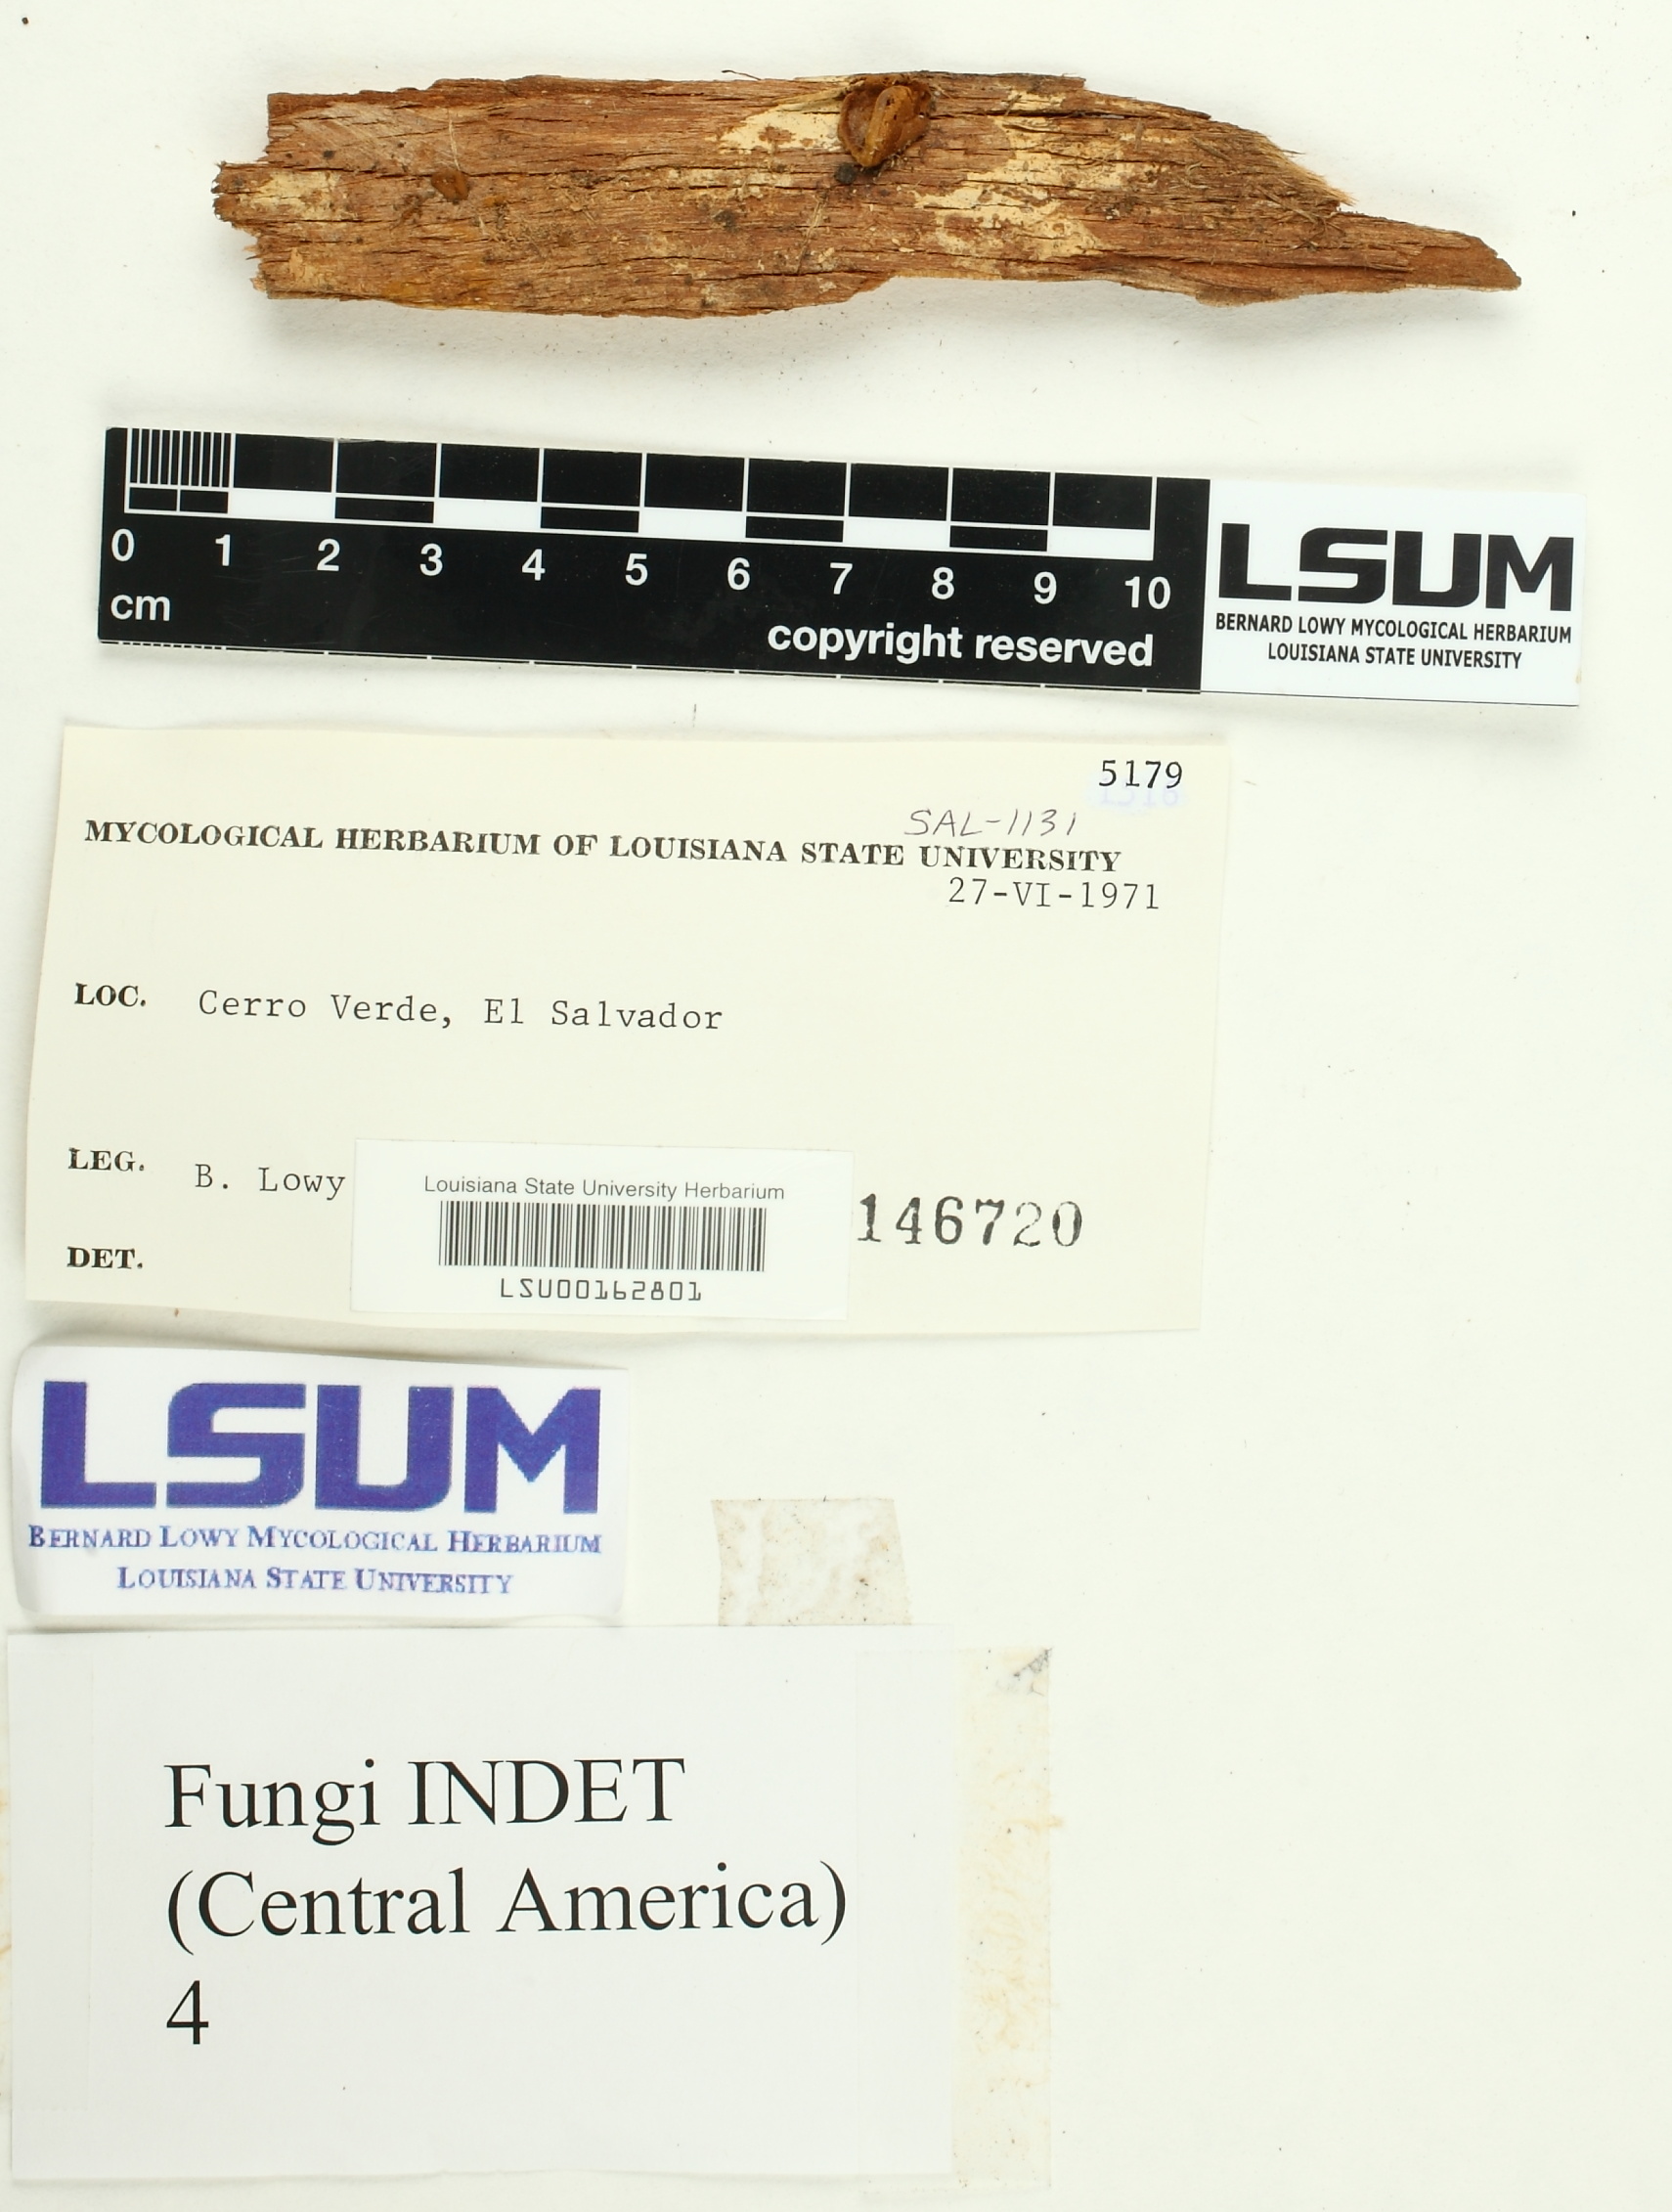 0 1 2 3 4 5 6 7 8 9 10
cm
copyright reserved
LSUM
BERNARD LOWY MYCOLOGICAL HERBARIUM
LOUISIANA STATE UNIVERSITY
5179
SAL-1131
MYCOLOGICAL HERBARIUM OF LOUISIANA STATE UNIVERSITY
27-VI-1971
LOC. Cerro Verde, El Salvador
LEG. B. Lowy
Louisiana State University Herbarium
LSU00162801
146720
DET.
LSUM
BERNARD LOWY MYCOLOGICAL HERBARIUM
LOUISIANA STATE UNIVERSITY
Fungi INDET
(Central America)
4